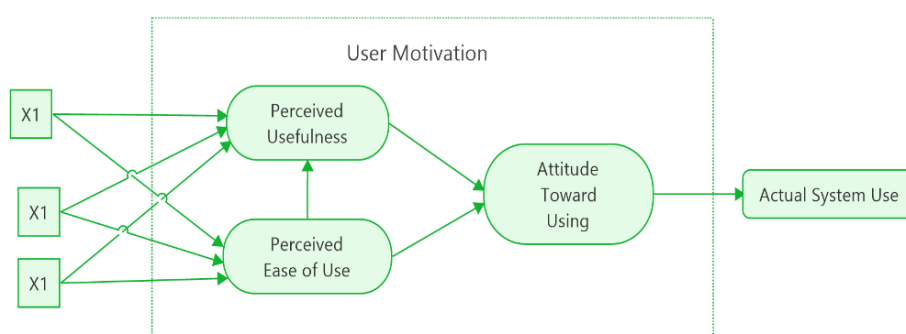 User Motivation
X1
Perceived
Usefulness
Attitude
Toward
Using
Actual System Use
X1
Perceived
Ease of Use
X1